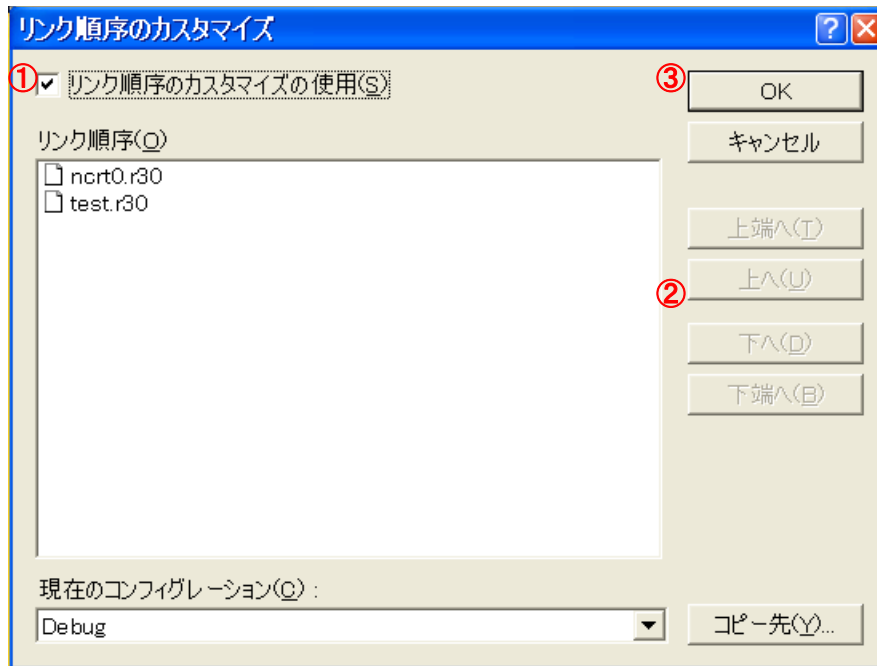 リンク順序のカスタマイズ
① リンク順序のカスタマイズの使用(S)
リンク順序(O)
ncrt0.r30
test.r30
③ OK
キャンセル
上端へ(T)
上へ(U)
②
下へ(D)
下端へ(B)
現在のコンフィグレーション(C) :
Debug
コピー先(Y)...